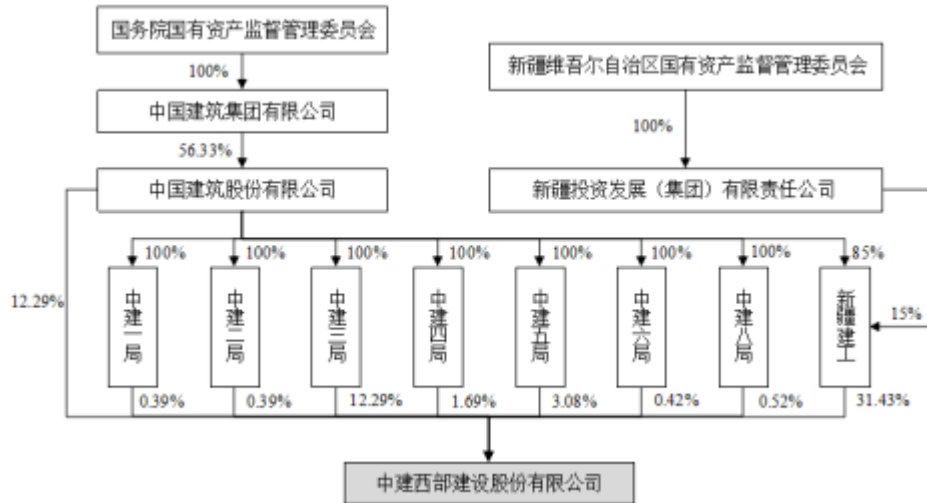 国务院国有资产监督管理委员会
新疆维吾尔自治区国有资产监督管理委员会
100%
中国建筑集团有限公司
100%
56.33%
中国建筑股份有限公司
新疆投资发展（集团）有限责任公司
100%
100%
100%
100%
100%
100%
100%
85%
12.29%
中建一局
中建二局
中建三局
中建四局
中建五局
中建六局
中建八局
新疆建工
15%
0.39%
0.39%
12.29%
1.69%
3.08%
0.42%
0.52%
31.43%
中建西部建设股份有限公司